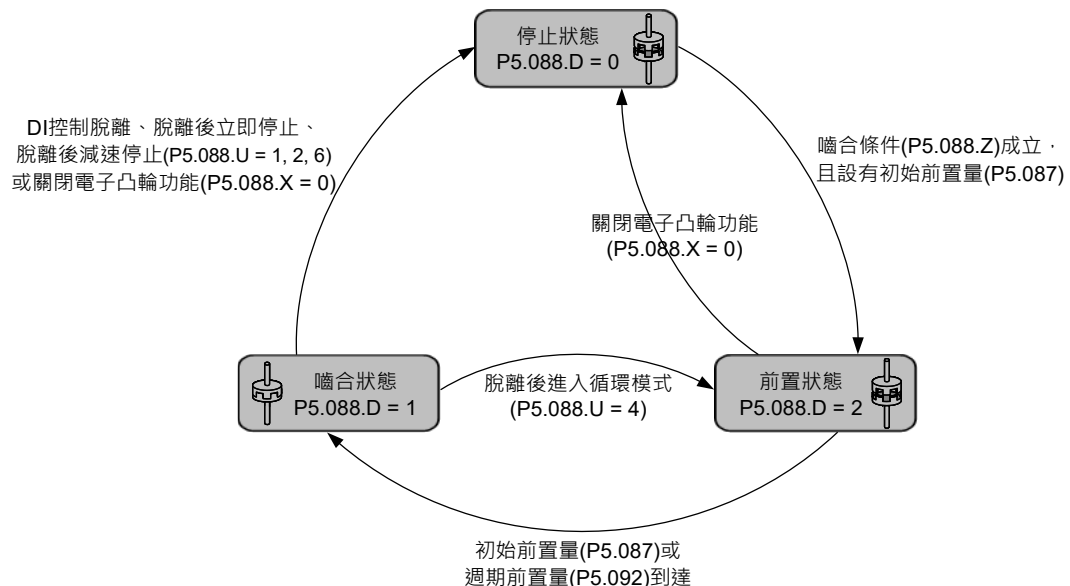 停止狀態
P5.088.D = 0
DI控制脫離、脫離後立即停止、
脫離後減速停止(P5.088.U = 1, 2, 6)
或關閉電子凸輪功能(P5.088.X = 0)
嚙合條件(P5.088.Z)成立，
且設有初始前置量(P5.087)
關閉電子凸輪功能
(P5.088.X = 0)
嚙合狀態
P5.088.D = 1
脫離後進入循環模式
(P5.088.U = 4)
前置狀態
P5.088.D = 2
初始前置量(P5.087)或
週期前置量(P5.092)到達